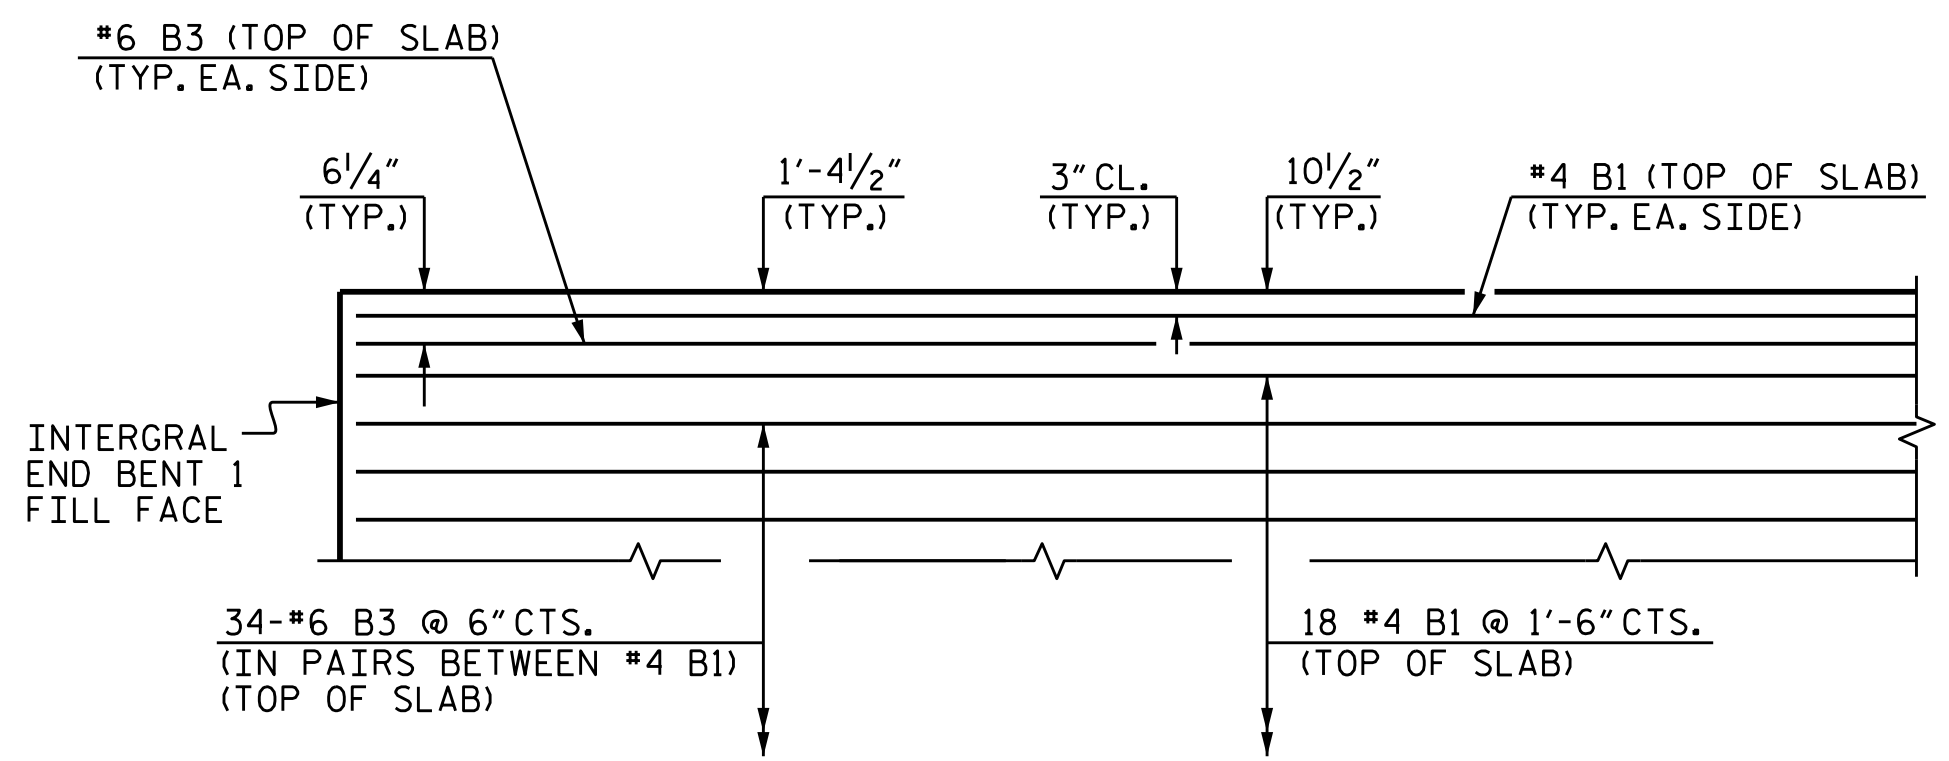 #6 B3 (TOP OF SLAB)
(TYP. EA. SIDE)
6 1/4"
(TYP.)
1'-4 1/2"
(TYP.)
3" CL.
(TYP.)
10 1/2"
(TYP.)
#4 B1 (TOP OF SLAB)
(TYP. EA. SIDE)
INTERGRAL
END BENT 1
FILL FACE
34-#6 B3 @ 6" CTS.
(IN PAIRS BETWEEN #4 B1)
(TOP OF SLAB)
18 #4 B1 @ 1'-6" CTS.
(TOP OF SLAB)